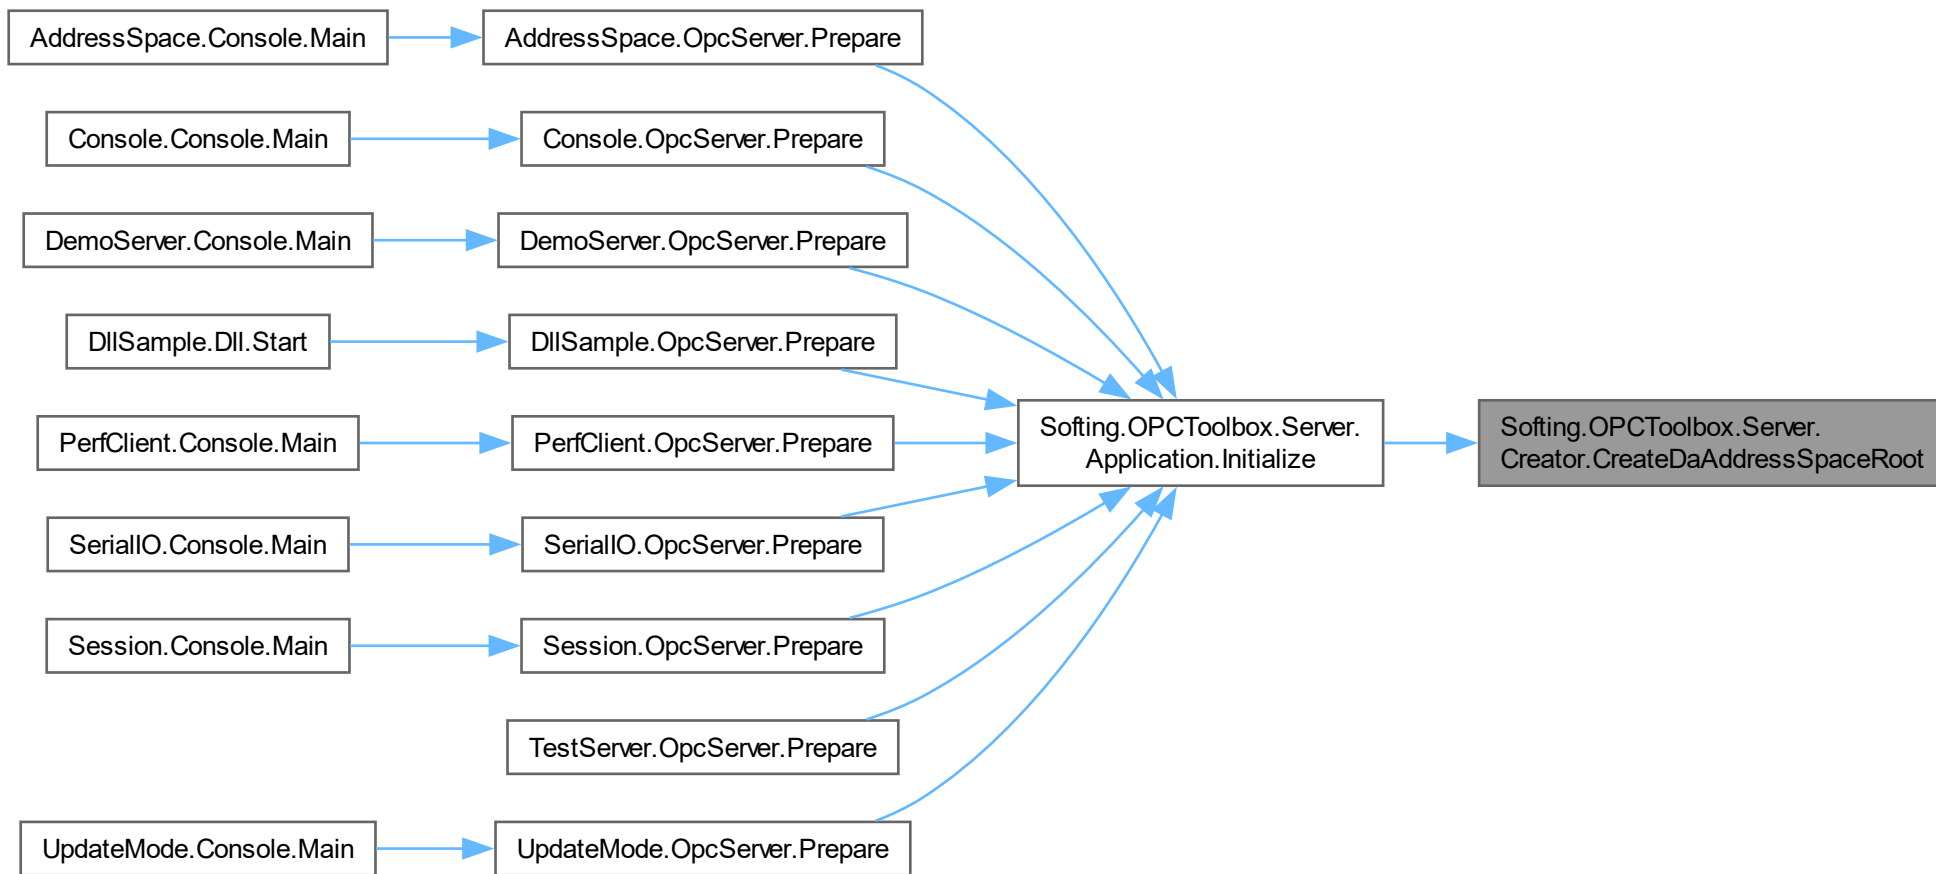 AddressSpace.Console.Main
AddressSpace.OpcServer.Prepare
Console.Console.Main
Console.OpcServer.Prepare
DemoServer.Console.Main
DemoServer.OpcServer.Prepare
DllSample.Dll.Start
DllSample.OpcServer.Prepare
PerfClient.Console.Main
PerfClient.OpcServer.Prepare
Softing.OPCToolbox.Server.
Application.Initialize
Softing.OPCToolbox.Server.
Creator.CreateDaAddressSpaceRoot
SerialIO.Console.Main
SerialIO.OpcServer.Prepare
Session.Console.Main
Session.OpcServer.Prepare
TestServer.OpcServer.Prepare
UpdateMode.Console.Main
UpdateMode.OpcServer.Prepare